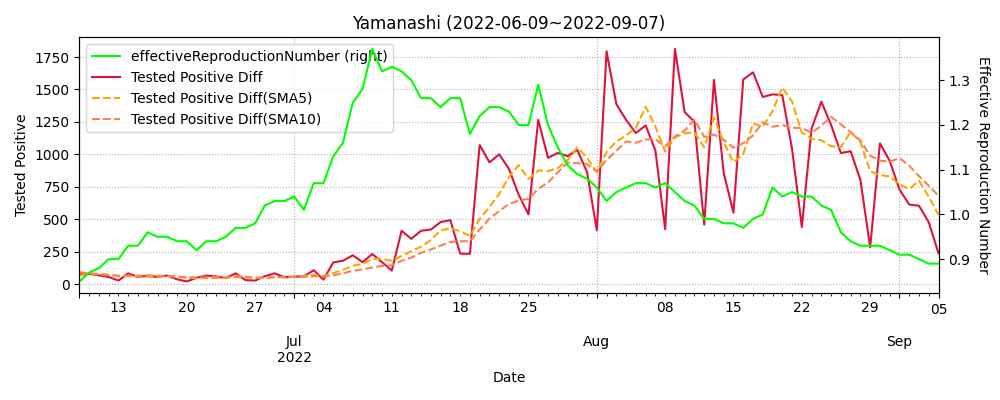 Yamanashi (2022-06-09~2022-09-07)
effectiveReproductionNumber (right)
Tested Positive Diff
Tested Positive Diff(SMA5)
Tested Positive Diff(SMA10)
Tested Positive
1750
1500
1250
1000
750
500
250
0
1.3
1.2
1.1
1.0
0.9
Effective Reproduction Number
13 20 27 04 11 18 25 08 15 22 29 05
Jul Aug Sep
2022
Date